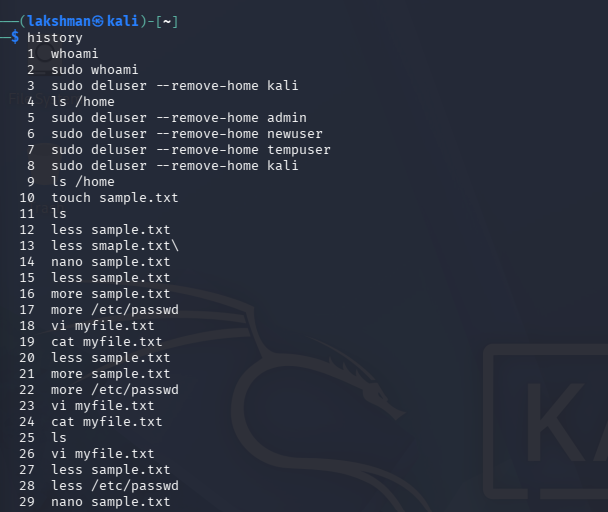 ──(lakshman㉿kali)-[~]
─$ history
1 whoami
2 sudo whoami
3 sudo deluser --remove-home kali
4 ls /home
5 sudo deluser --remove-home admin
6 sudo deluser --remove-home newuser
7 sudo deluser --remove-home tempuser
8 sudo deluser --remove-home kali
9 ls /home
10 touch sample.txt
11 ls
12 less sample.txt
13 less smaple.txt\
14 nano sample.txt
15 less sample.txt
16 more sample.txt
17 more /etc/passwd
18 vi myfile.txt
19 cat myfile.txt
20 less sample.txt
21 more sample.txt
22 more /etc/passwd
23 vi myfile.txt
24 cat myfile.txt
25 ls
26 vi myfile.txt
27 less sample.txt
28 less /etc/passwd
29 nano sample.txt
KA